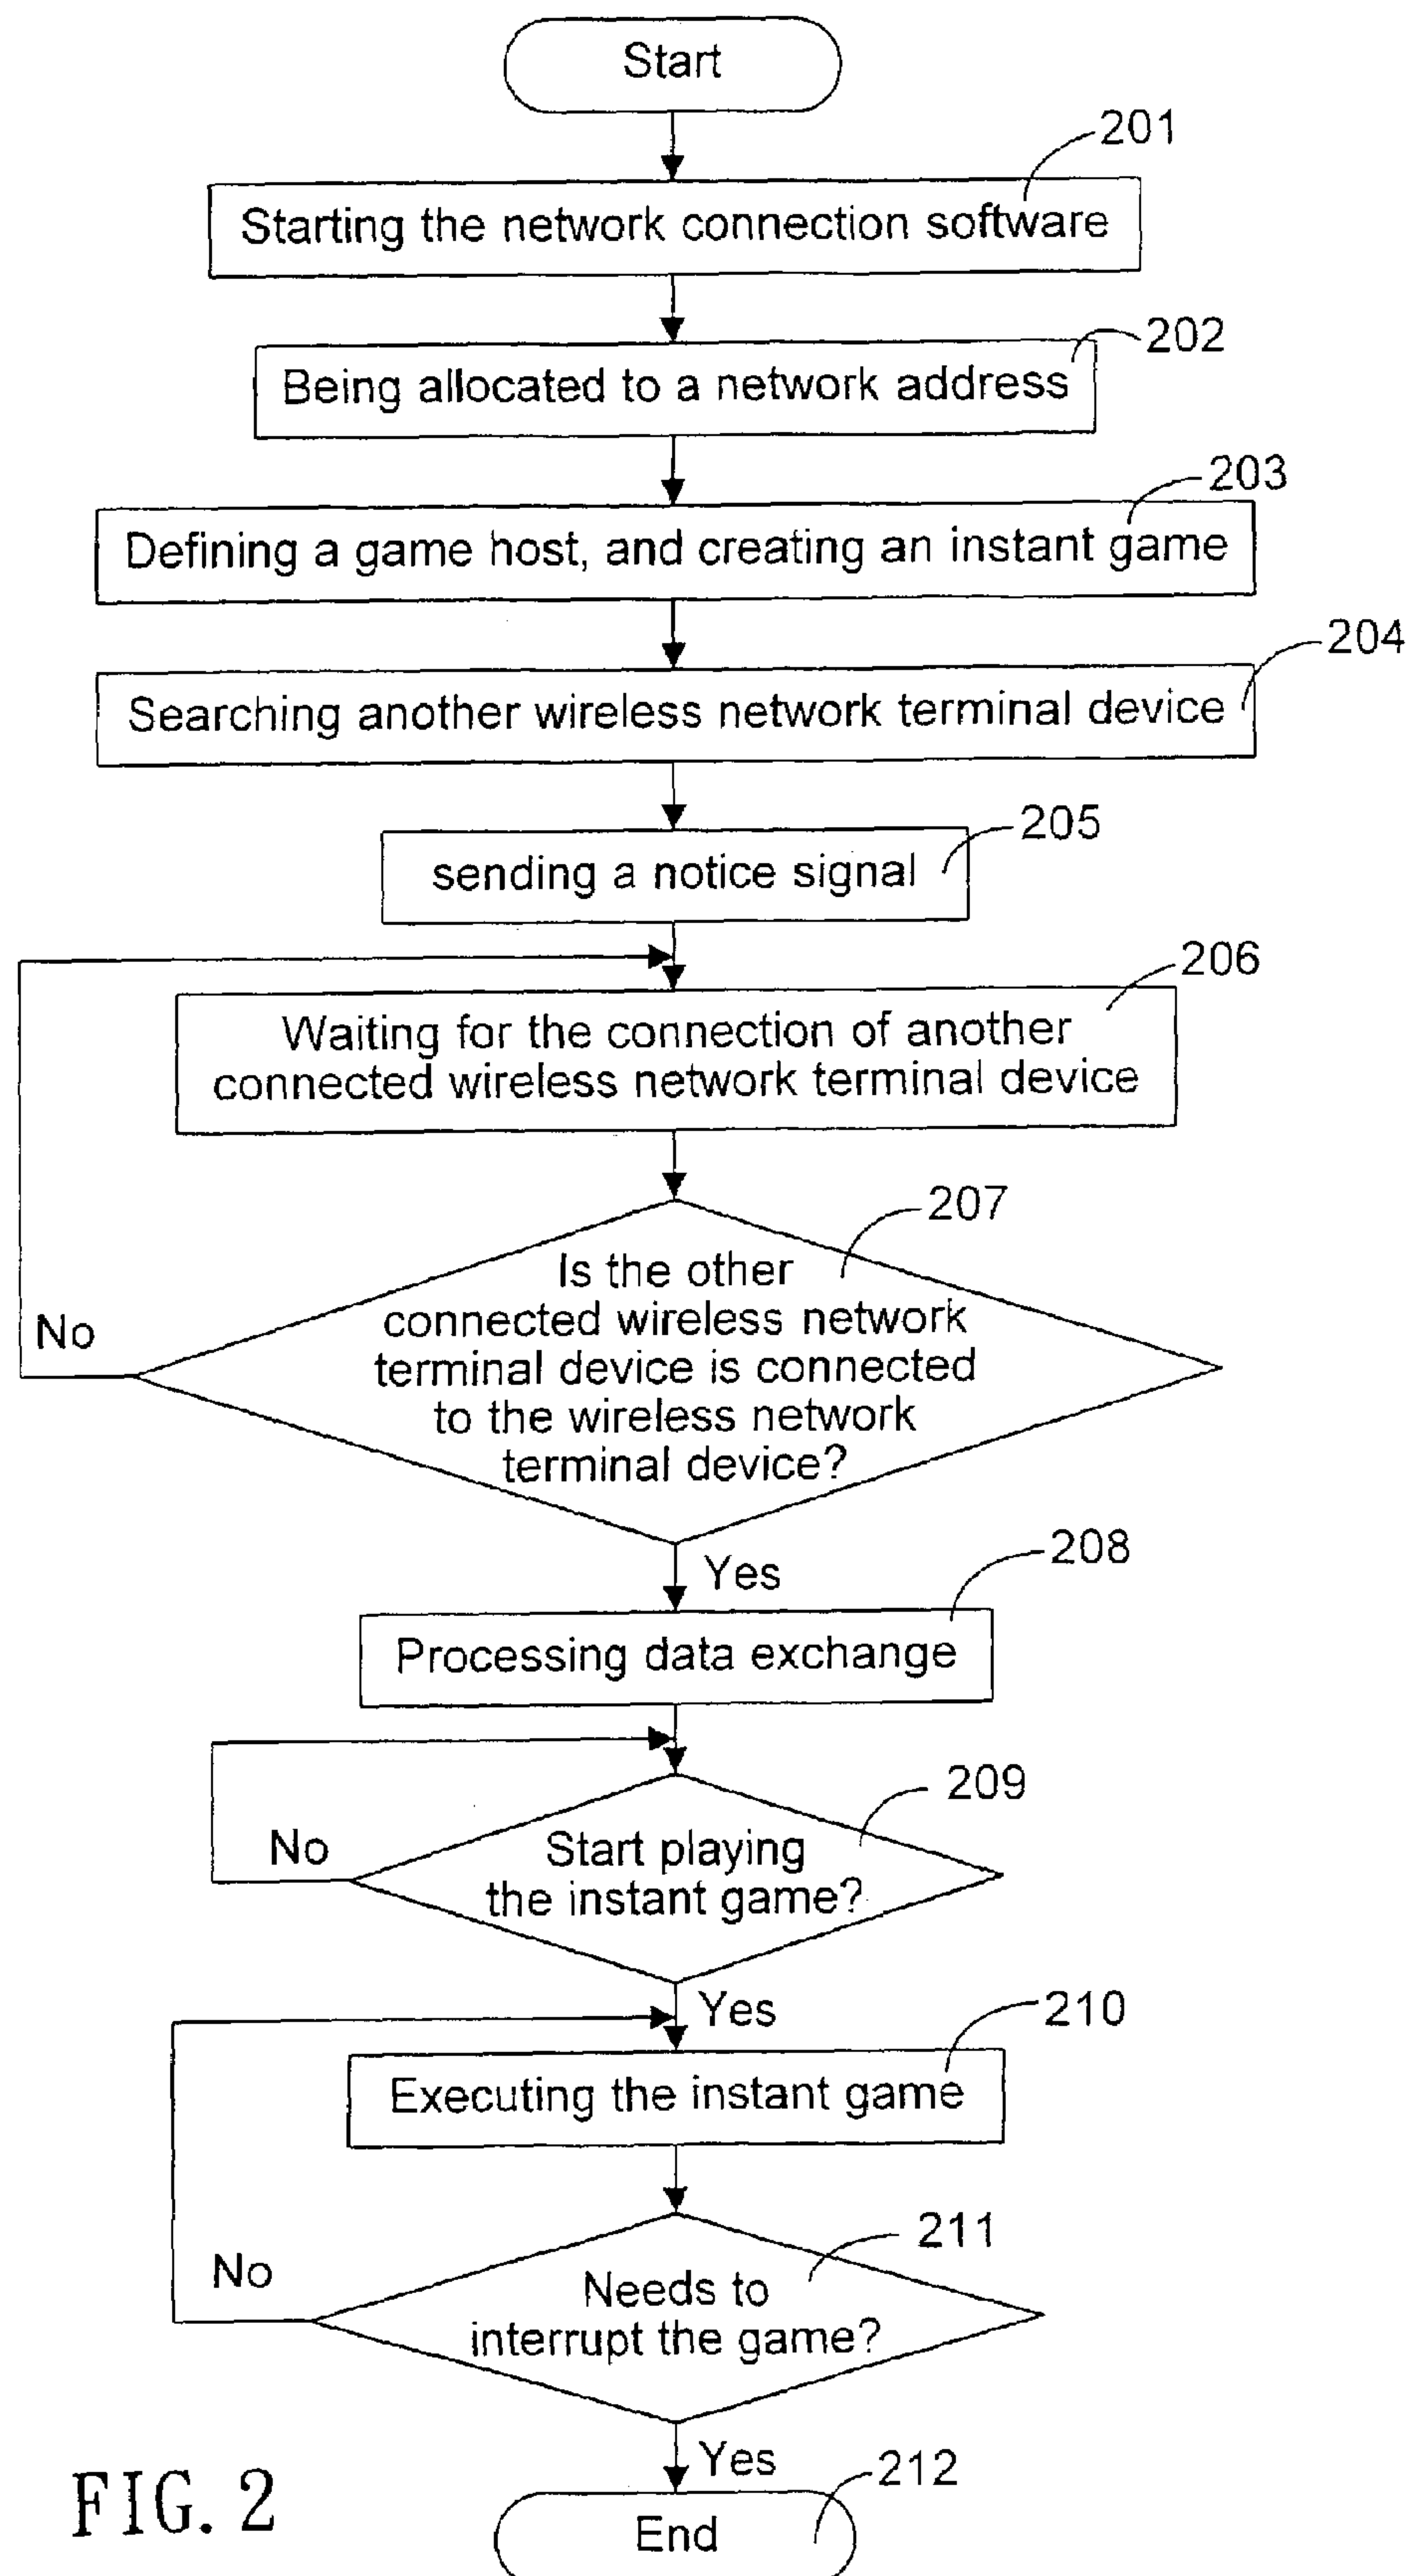 Start
201
Starting the network connection software
202
Being allocated to a network address
203
Defining a game host, and creating an instant game
204
Searching another wireless network terminal device
205
sending a notice signal
206
Waiting for the connection of another
connected wireless network terminal device
207
Is the other
connected wireless network
terminal device is connected
to the wireless network
terminal device?
No
Yes
208
Processing data exchange
209
Start playing
the instant game?
No
Yes
210
Executing the instant game
211
Needs to
interrupt the game?
No
Yes
212
End
FIG. 2